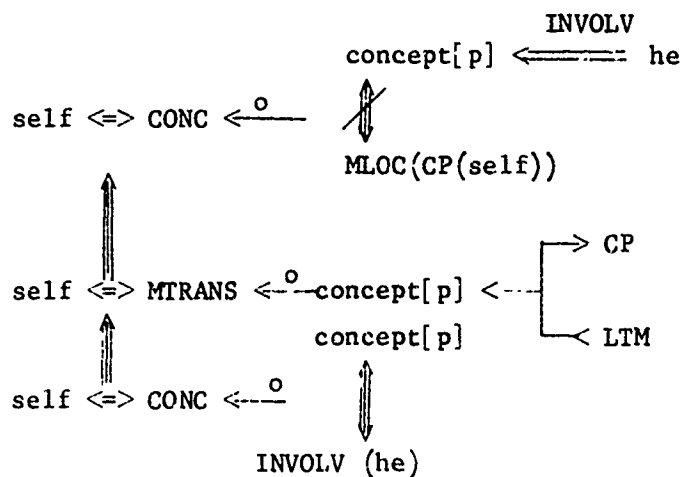 INVOLV
concept[p] he
self <=> CONC o
MLOC(CP(self))
CP
self <=> MTRANS o concept[p]
concept[p] LTM
self <=> CONC o
INVOLV (he)